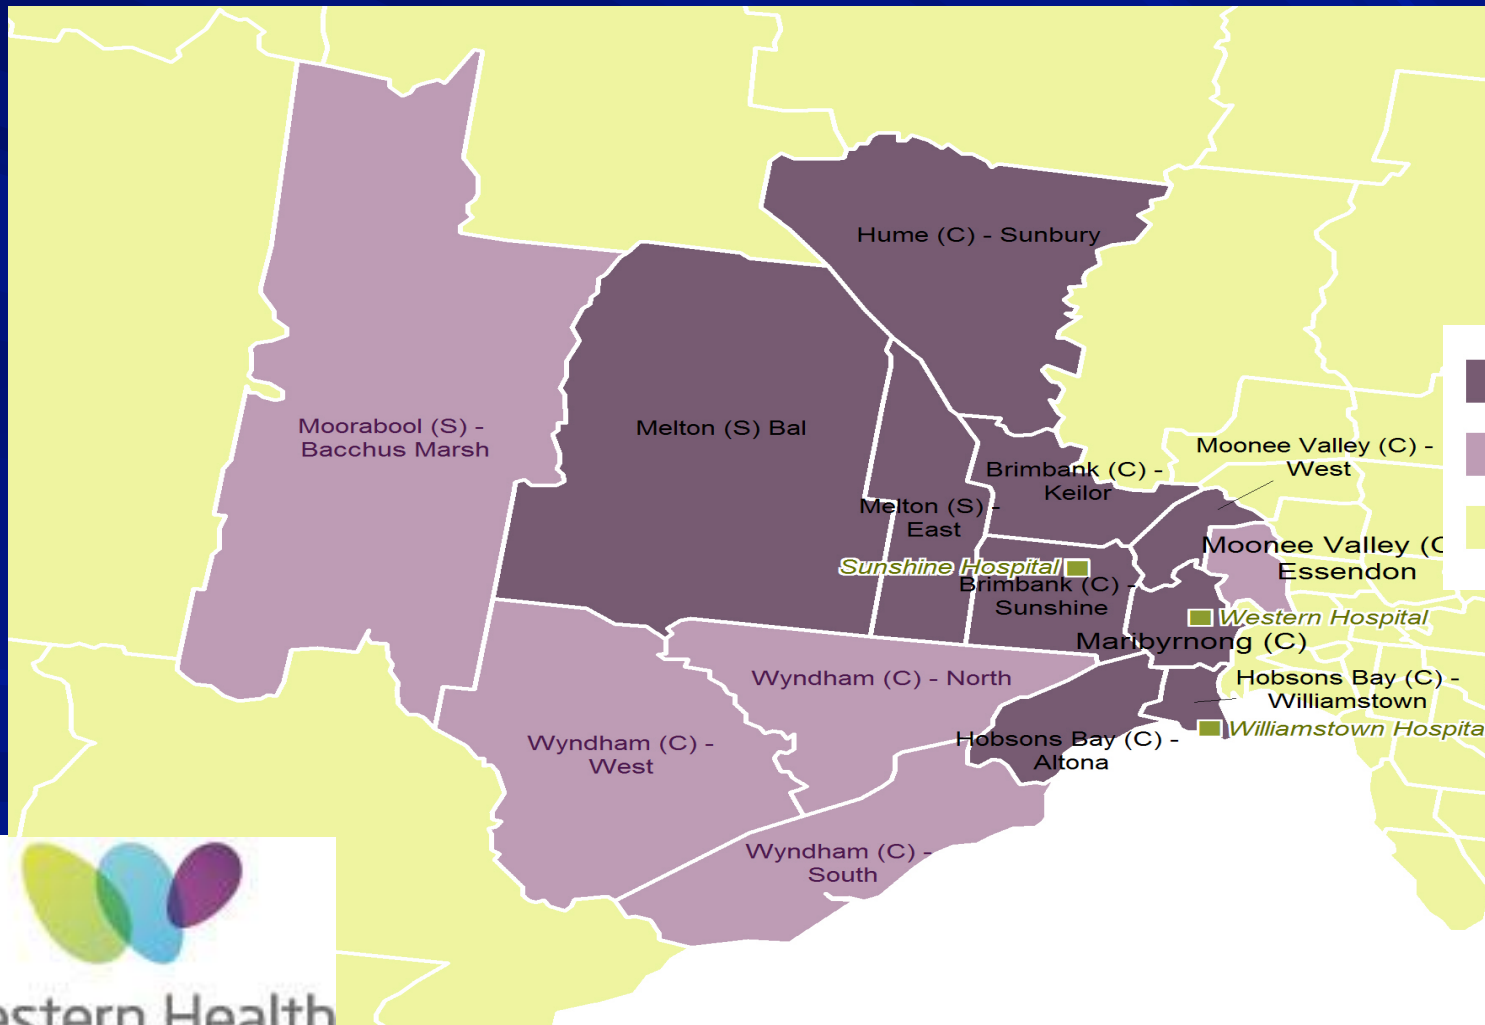 Hume (C) - Sunbury
Moorabool (S) -
Bacchus Marsh
Melton (S) Bal
Moonee Valley (C) -
West
Brimbank (C) -
Keilor
Melton (S) -
East
Moonee Valley (C
Essendon
Sunshine Hospital
Brimbank (C) -
Sunshine
Western Hospital
Maribyrnong (C)
Wyndham (C) - North
Hobsons Bay (C) -
Williamstown
Williamstown Hospita
Wyndham (C) -
West
Hobsons Bay (C) -
Altona
Wyndham (C) -
South
estern Health